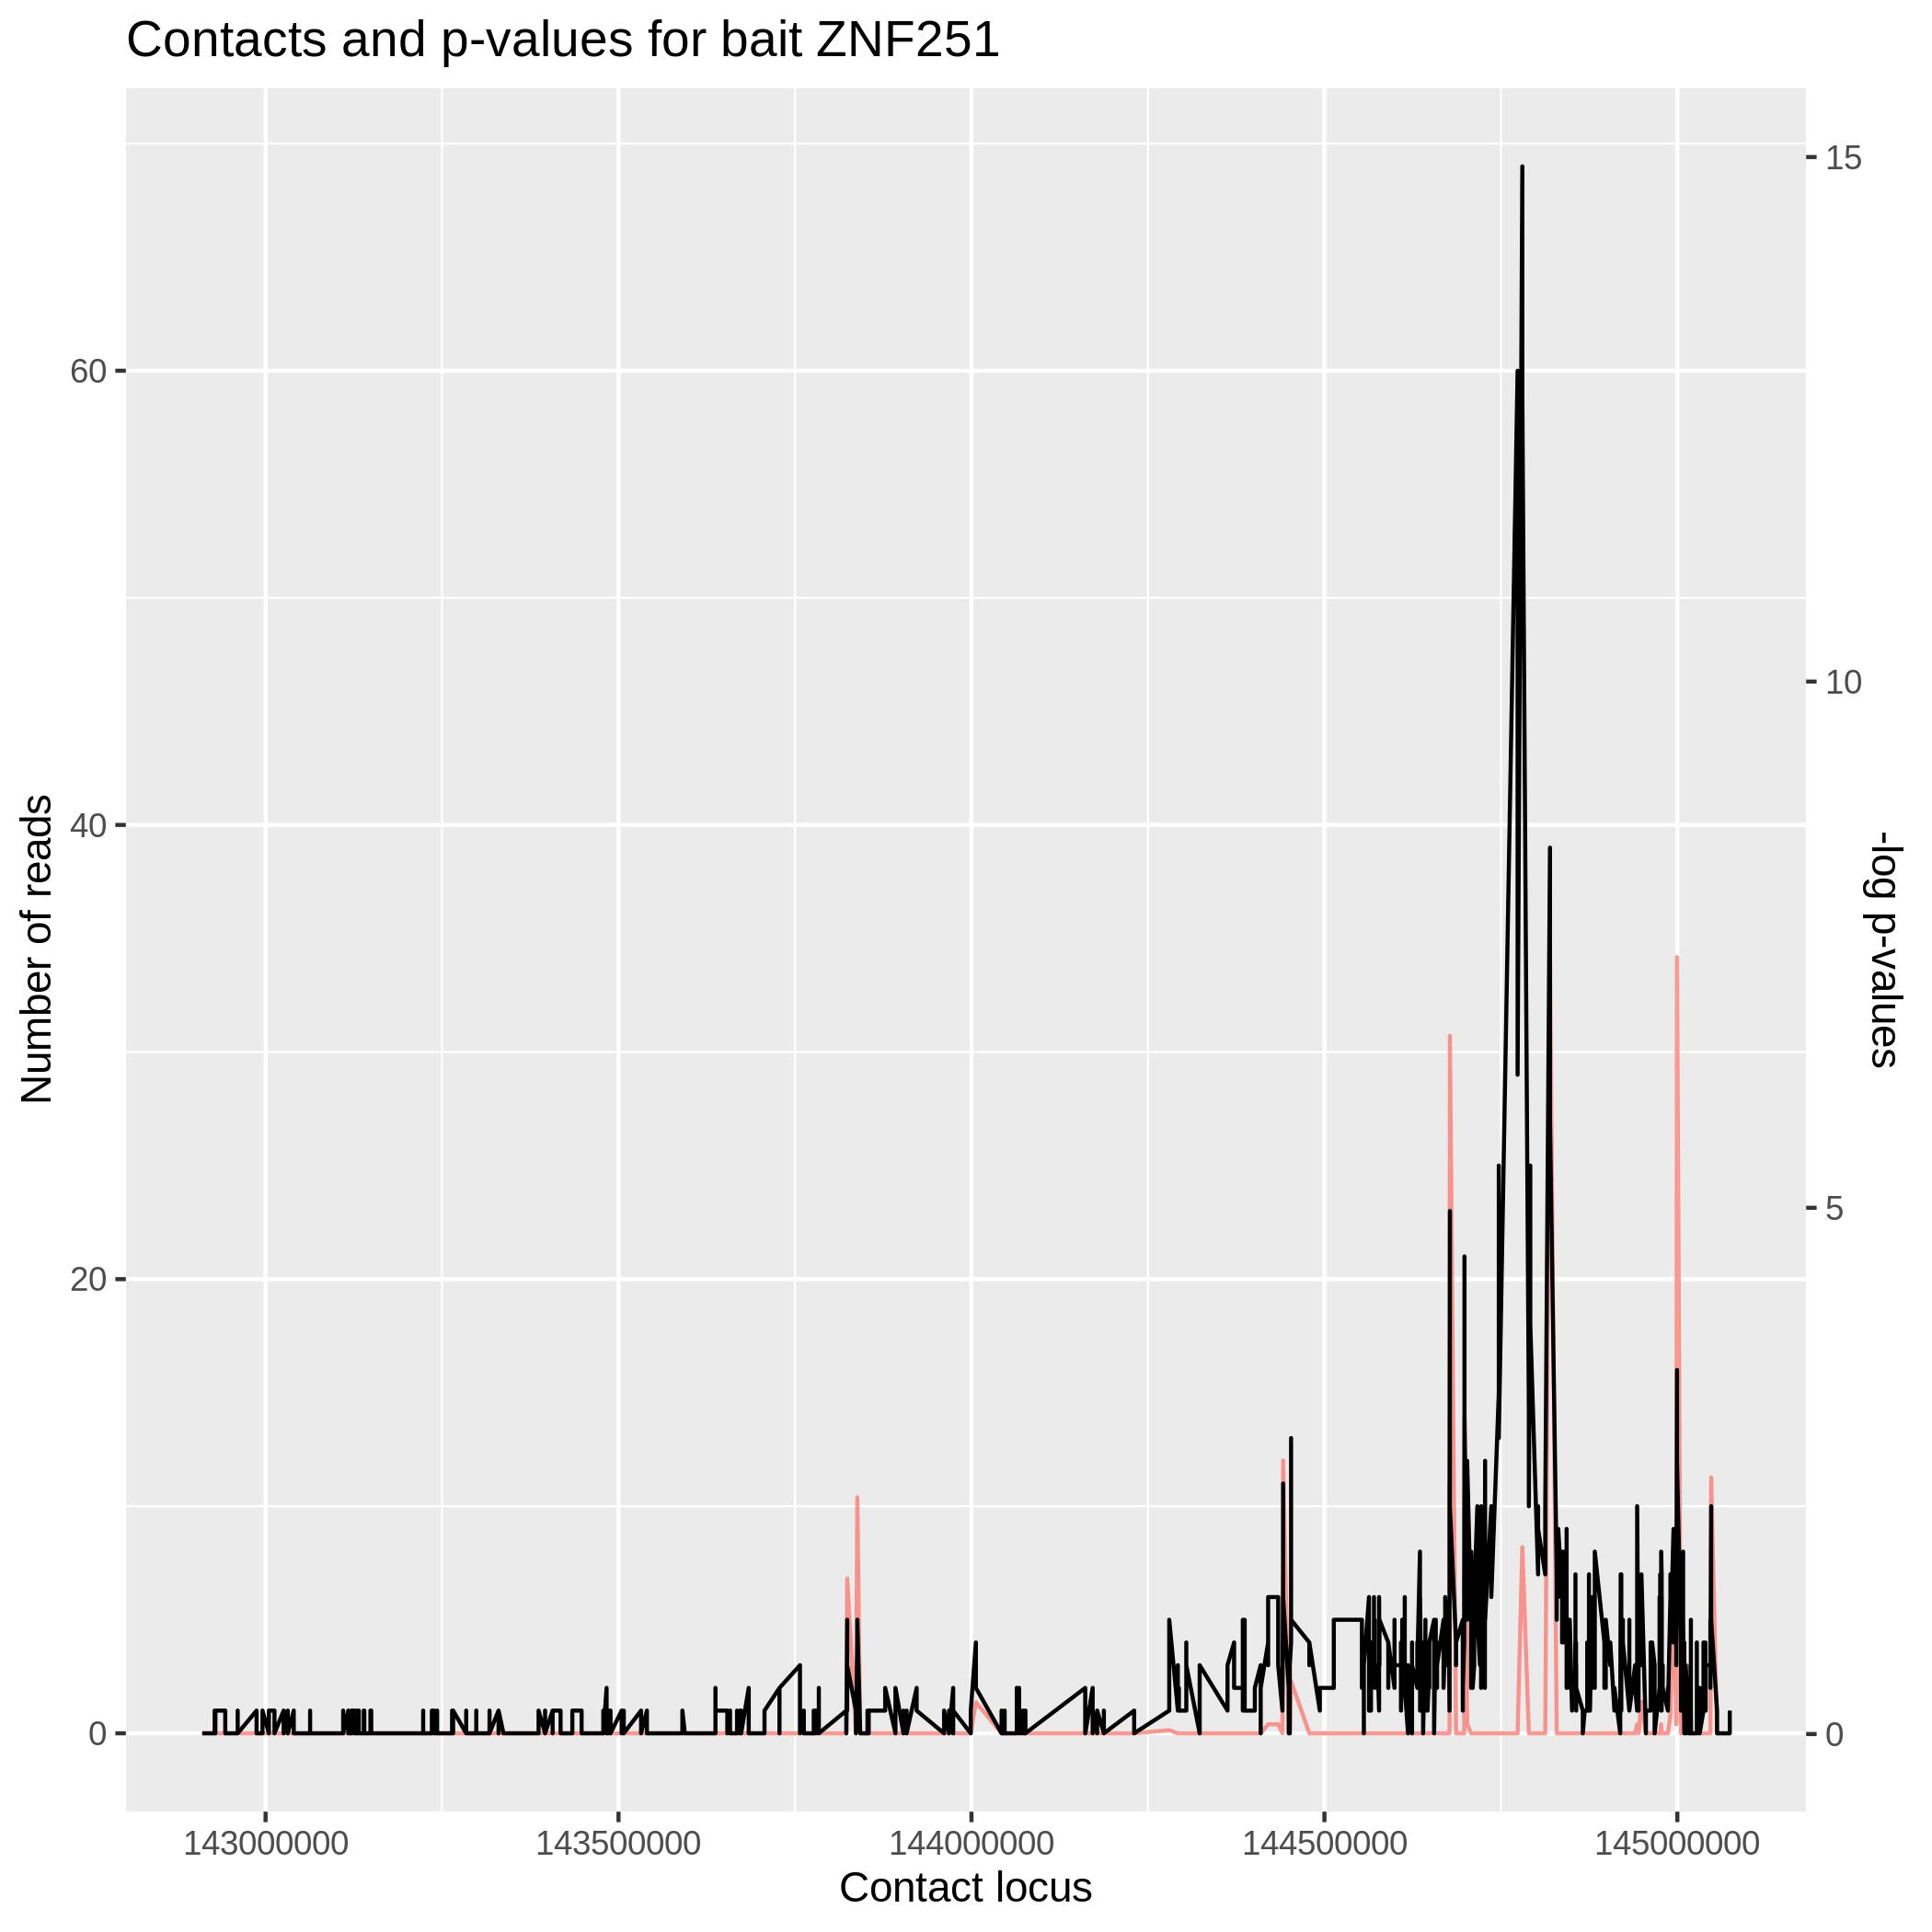 Contacts and p-values for bait ZNF251
Number of reads
60
40
20
0
15
10
5
0
-log p-values
143000000 143500000 144000000 144500000 145000000
Contact locus